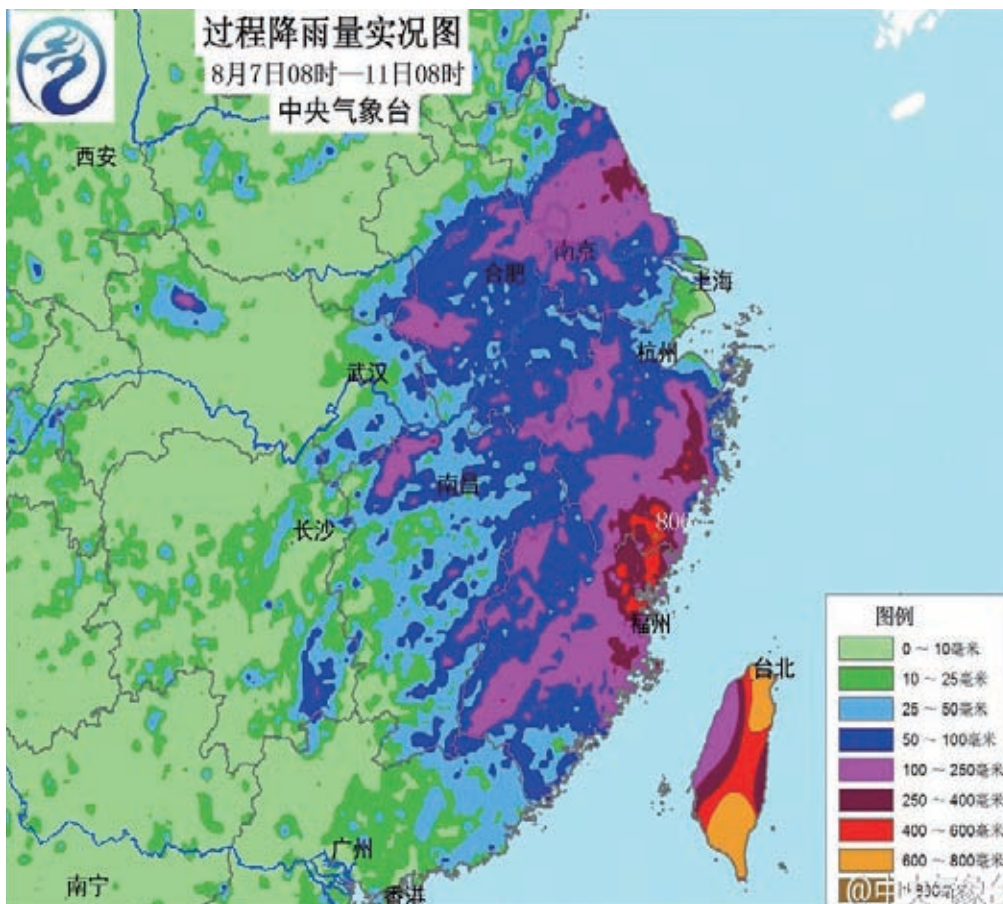 过程降雨量实况图
8月7日08时—11日08时
中央气象台
西安
南京
合肥
上海
杭州
武汉
南昌
800
长沙
福州
台北
广州
香港
南宁
图例
0～10毫米
10～25毫米
25～50毫米
50～100毫米
100～250毫米
250～400毫米
400～600毫米
600～800毫米
@中央气象台